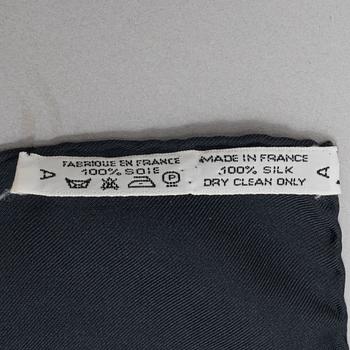 A
FABRIQUE EN FRANCE
100% SOIE
P
MADE IN FRANCE
100% SILK
DRY CLEAN ONLY
A